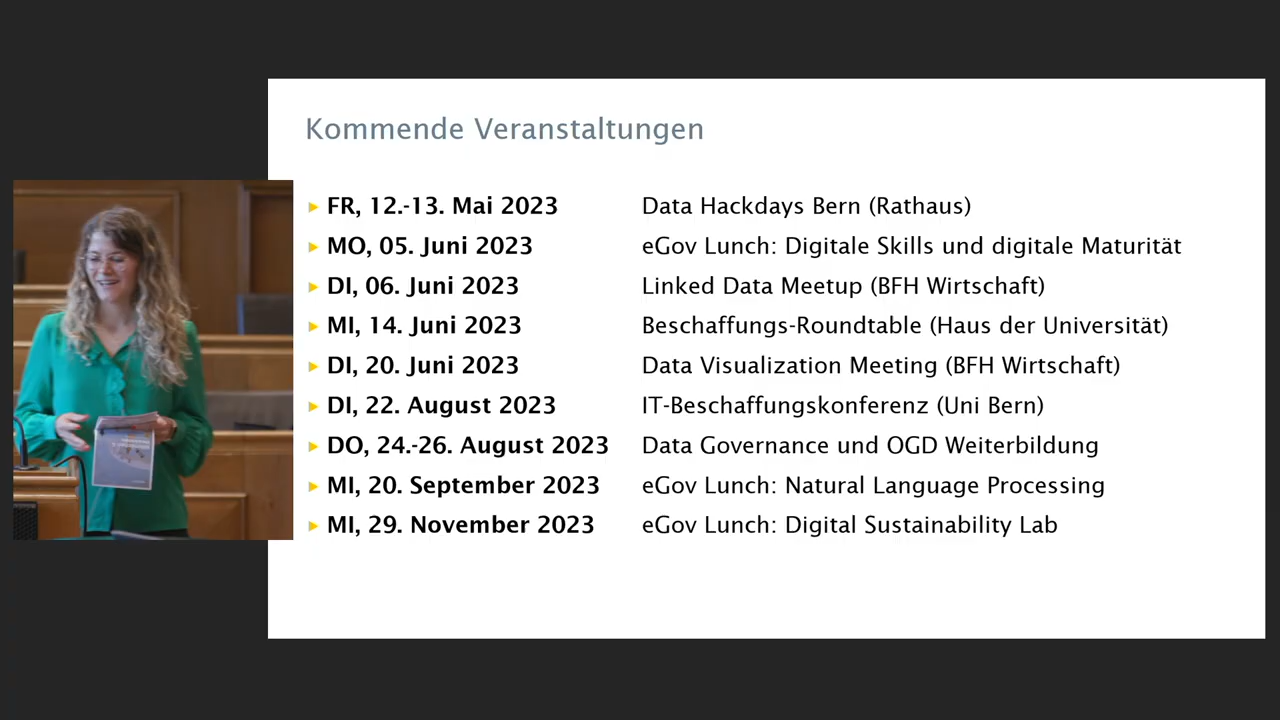 Kommende Veranstaltungen
FR, 12.-13. Mai 2023 Data Hackdays Bern (Rathaus)
MO, 05. Juni 2023 eGov Lunch: Digitale Skills und digitale Maturität
DI, 06. Juni 2023 Linked Data Meetup (BFH Wirtschaft)
MI, 14. Juni 2023 Beschaffungs-Roundtable (Haus der Universität)
DI, 20. Juni 2023 Data Visualization Meeting (BFH Wirtschaft)
DI, 22. August 2023 IT-Beschaffungskonferenz (Uni Bern)
DO, 24.-26. August 2023 Data Governance und OGD Weiterbildung
MI, 20. September 2023 eGov Lunch: Natural Language Processing
MI, 29. November 2023 eGov Lunch: Digital Sustainability Lab